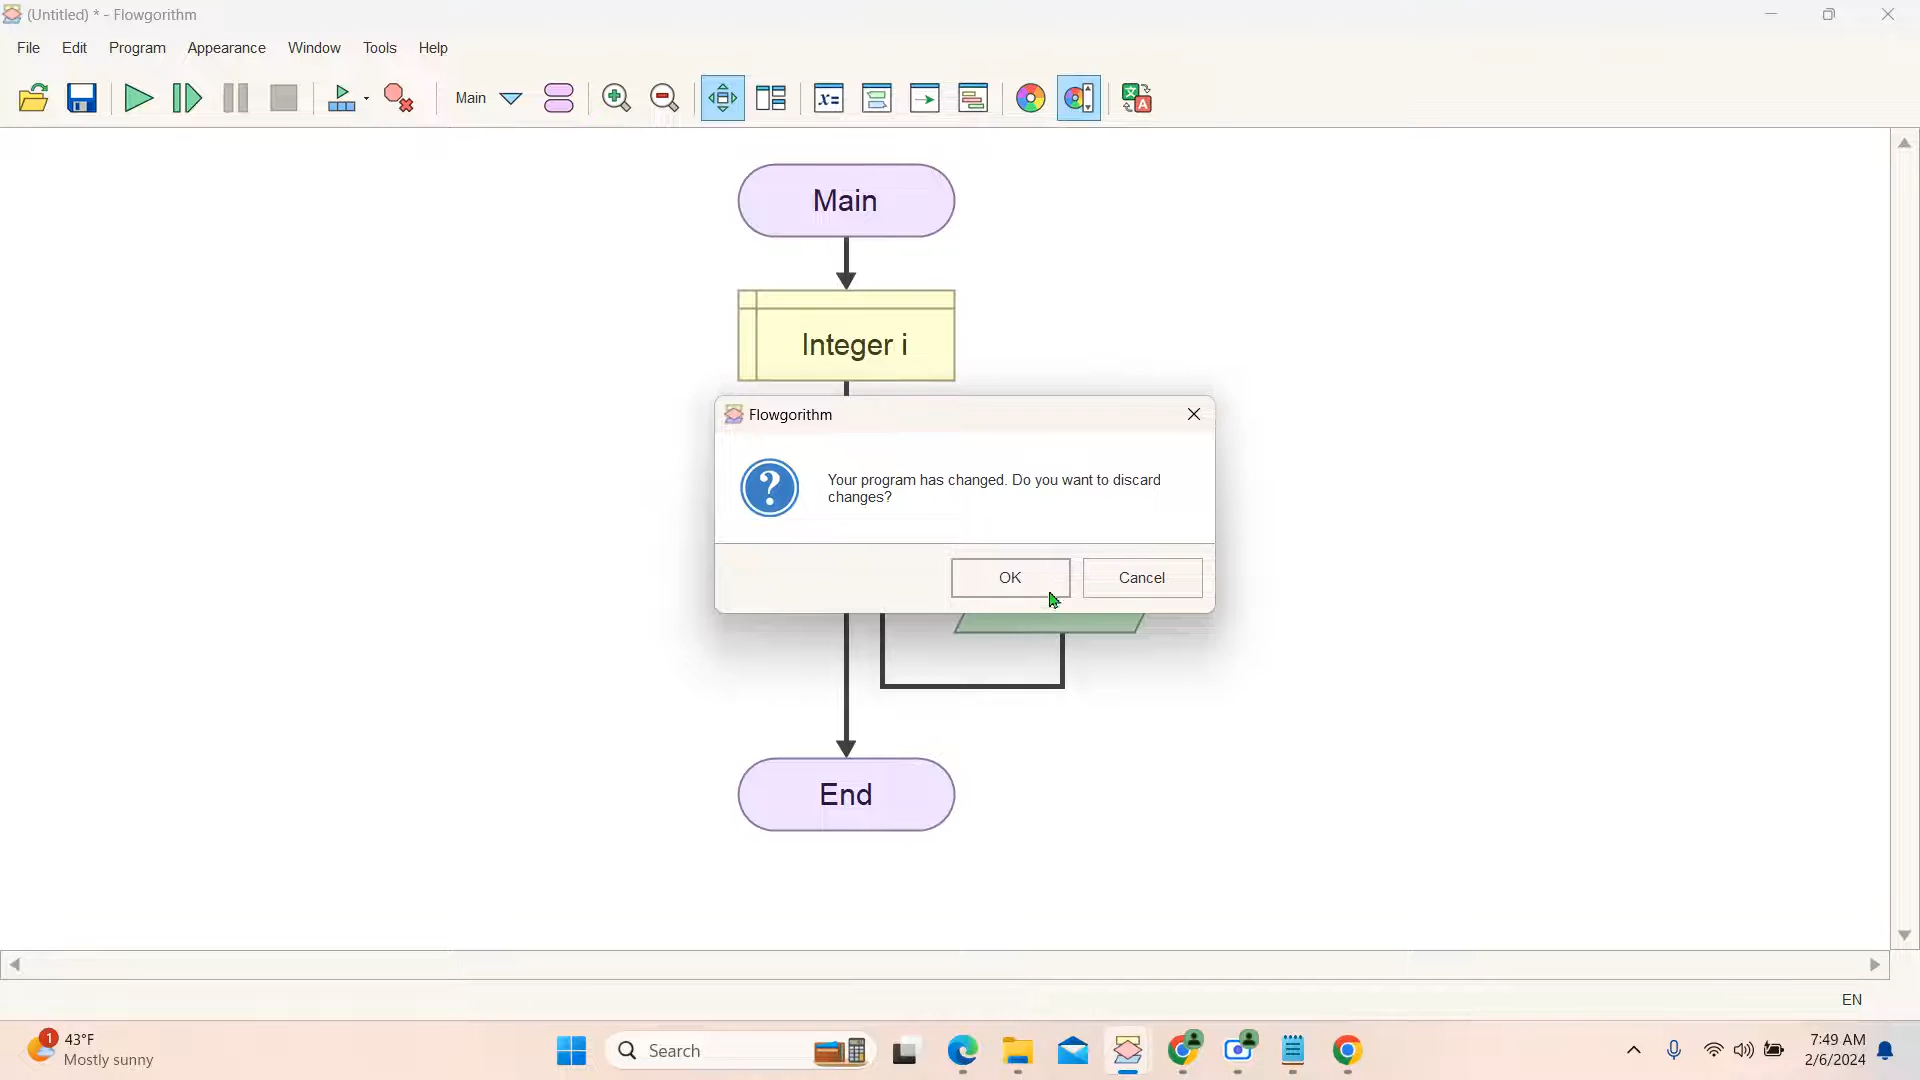 (Untitled) * - Flowgorithm
File Edit Program Appearance Window Tools Help
Main
x=
A
Main
Integer i
Flowgorithm
?
Your program has changed. Do you want to discard
changes?
OK Cancel
End
EN
1
43°F
Mostly sunny
Search
7:49 AM
2/6/2024